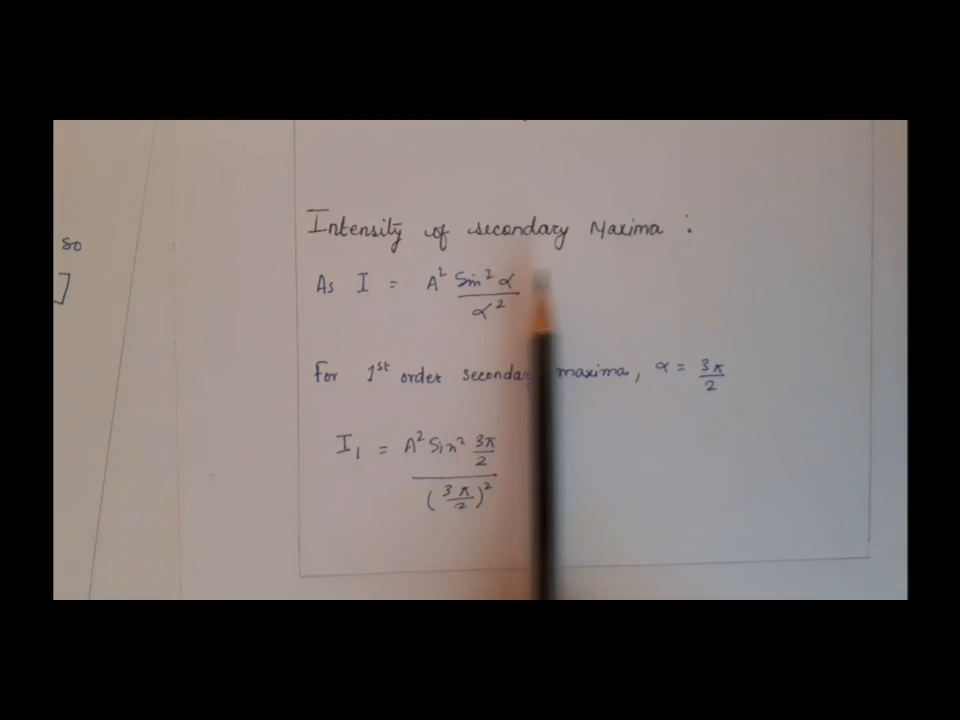 so
]
Intensity of secondary Maxima :
As I = A² Sin² α / α²
For 1st order secondary maxima, α = 3π/2
I₁ = A² Sin² 3π/2 / (3π/2)²